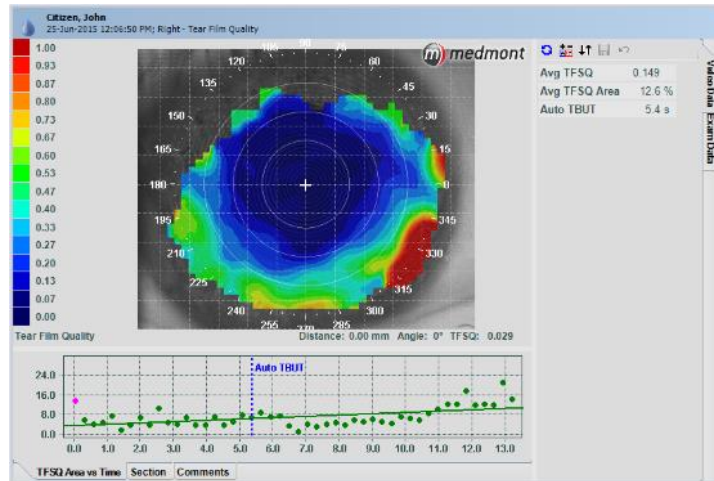 Citizen, John
25-Jun-2015 12:06:50 PM; Right - Tear Film Quality
medmont
1.00
0.93
0.87
0.80
0.73
0.67
0.60
0.53
0.47
0.40
0.33
0.27
0.20
0.13
0.07
0.00
Avg TFSQ 0.149
Avg TFSQ Area 12.6 %
Auto TBUT 5.4 s
Video Data
Exam Data
135 120 105 90 75 60 45
150 30
165 15
180 0
195 345
210 330
225 315
240 255 270 285 300
Tear Film Quality Distance: 0.00 mm Angle: 0° TFSQ: 0.029
Auto TBUT
24.0
16.0
8.0
0.0
0.0 1.0 2.0 3.0 4.0 5.0 6.0 7.0 8.0 9.0 10.0 11.0 12.0 13.0
TFSQ Area vs Time Section Comments